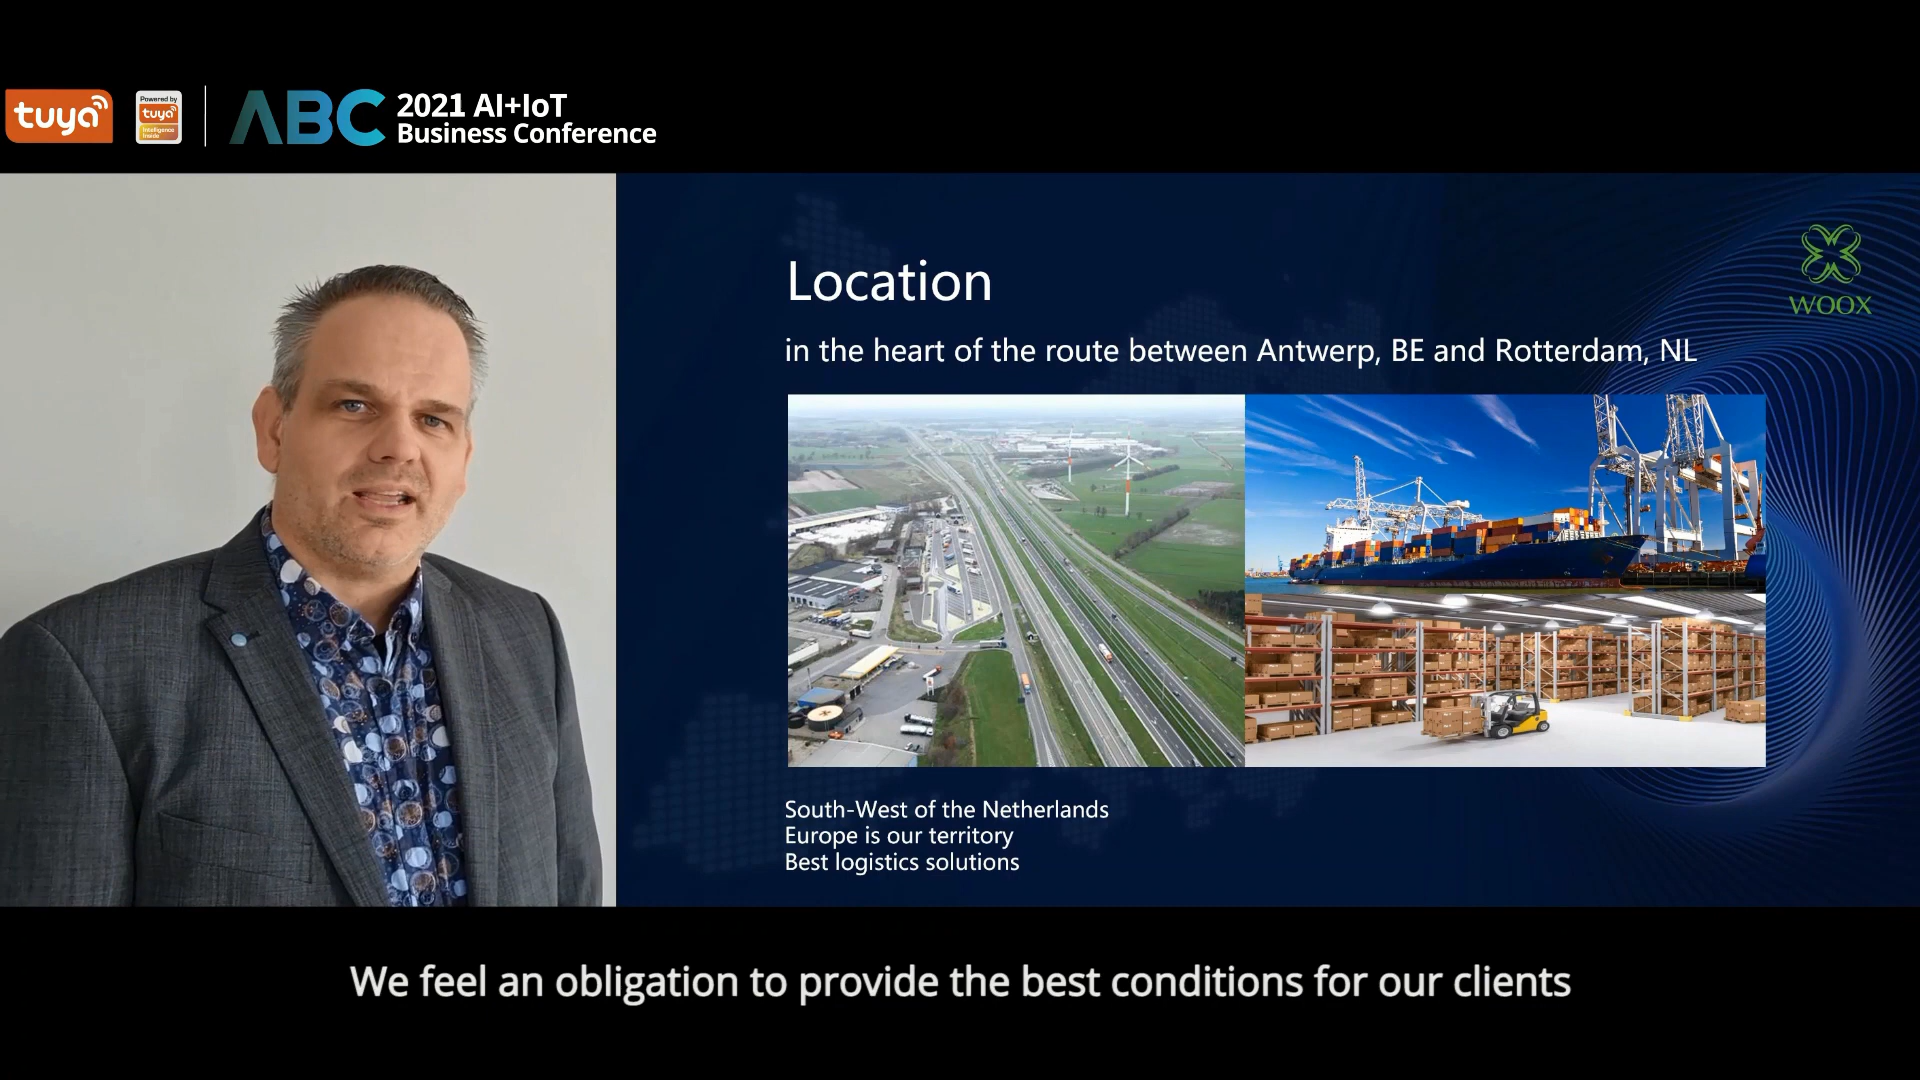 tuya
Powered by
tuya
Intelligence
Inside
ABC
2021 AI+IoT
Business Conference
WOOX
Location
in the heart of the route between Antwerp, BE and Rotterdam, NL
South-West of the Netherlands
Europe is our territory
Best logistics solutions
We feel an obligation to provide the best conditions for our clients